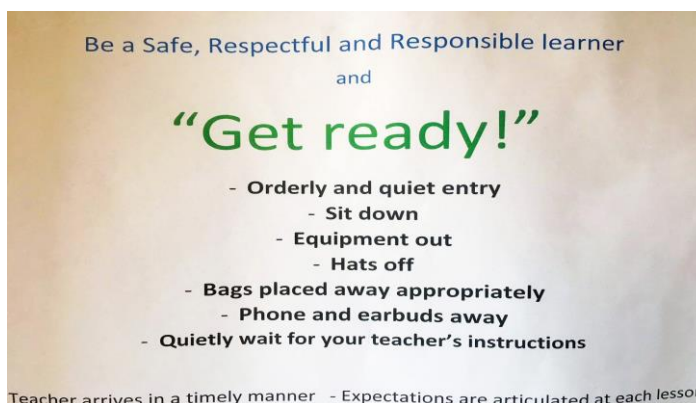 Be a Safe, Respectful and Responsible learner
and
“Get ready!”
- Orderly and quiet entry
- Sit down
- Equipment out
- Hats off
- Bags placed away appropriately
- Phone and earbuds away
- Quietly wait for your teacher’s instructions
Teacher arrives in a timely manner - Expectations are articulated at each lesso